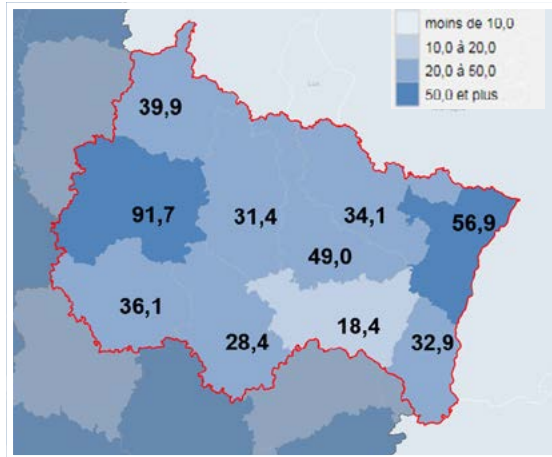 moins de 10,0
10,0 à 20,0
20,0 à 50,0
50,0 et plus
39,9
91,7
31,4
34,1
56,9
49,0
36,1
28,4
18,4
32,9